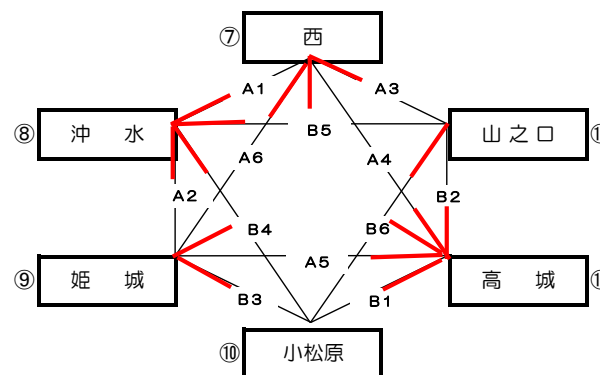 ⑦ 西
A1 A3
⑧ 沖 水
B5
山之口
A6 A4
A2 B2
B4 B6
⑨ 姫 城
A5
高 城
B3 B1
⑩ 小松原